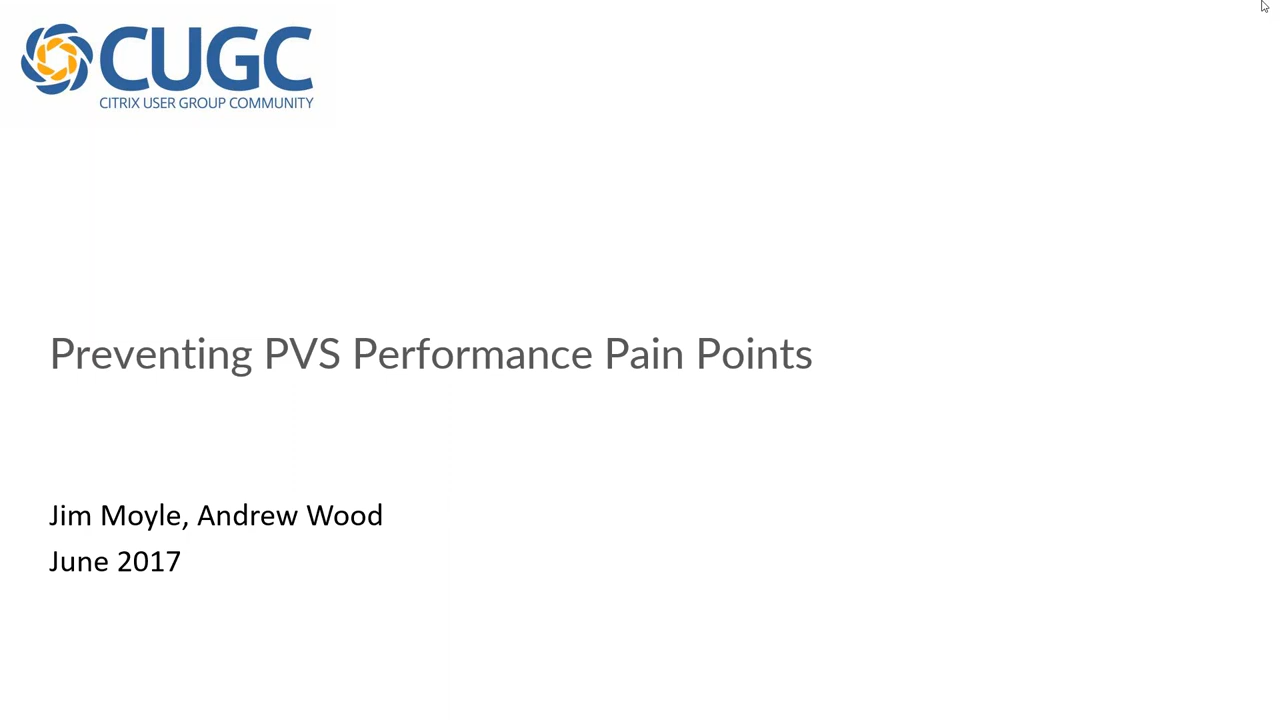 CUGC
CITRIX USER GROUP COMMUNITY
Preventing PVS Performance Pain Points
Jim Moyle, Andrew Wood
June 2017